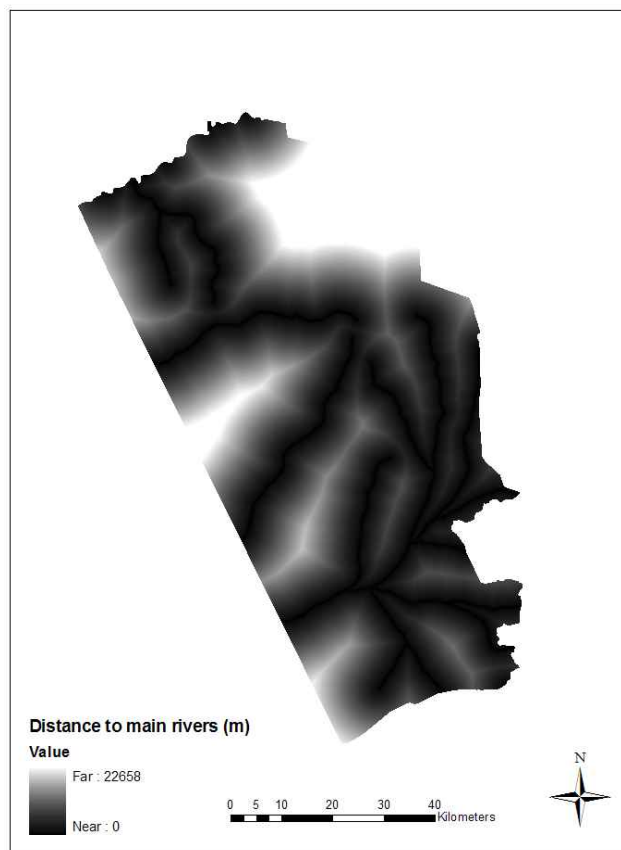 Distance to main rivers (m)
Value
Far : 22658
Near : 0
N
0 5 10 20 30 40
Kilometers